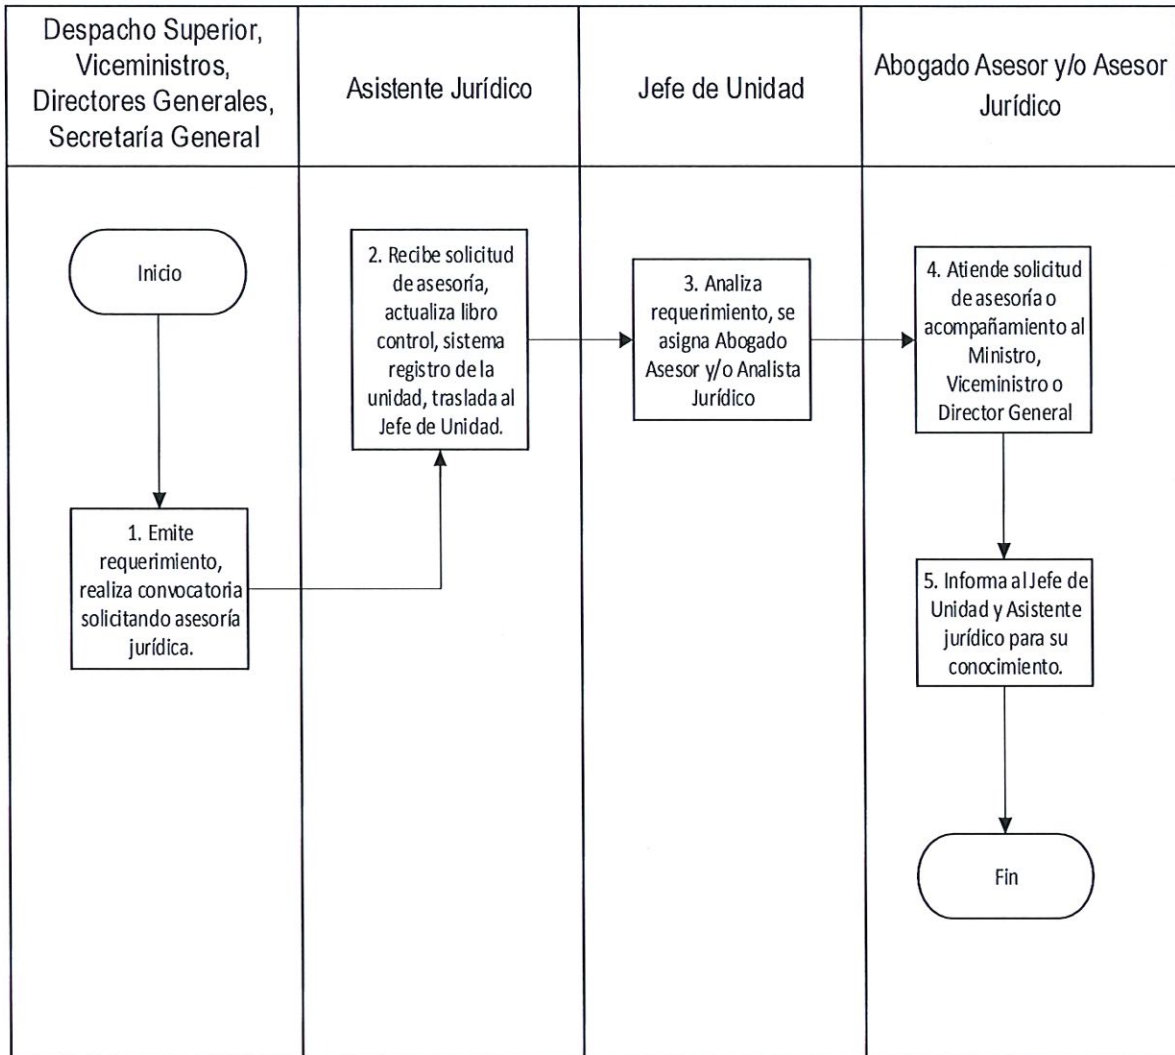 Despacho Superior,
Viceministros,
Directores Generales,
Secretaría General
Asistente Jurídico
Jefe de Unidad
Abogado Asesor y/o Asesor
Jurídico
Inicio
1. Emite
requerimiento,
realiza convocatoria
solicitando asesoría
jurídica.
2. Recibe solicitud
de asesoría,
actualiza libro
control, sistema
registro de la
unidad, traslada al
Jefe de Unidad.
3. Analiza
requerimiento, se
asigna Abogado
Asesor y/o Analista
Jurídico
4. Atiende solicitud
de asesoría o
acompañamiento al
Ministro,
Viceministro o
Director General
5. Informa al Jefe de
Unidad y Asistente
jurídico para su
conocimiento.
Fin